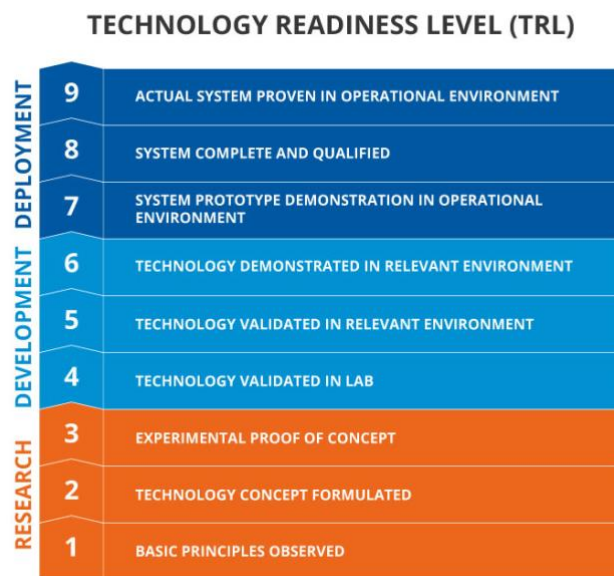 TECHNOLOGY READINESS LEVEL (TRL)
DEPLOYMENT
9 ACTUAL SYSTEM PROVEN IN OPERATIONAL ENVIRONMENT
8 SYSTEM COMPLETE AND QUALIFIED
7 SYSTEM PROTOTYPE DEMONSTRATION IN OPERATIONAL
ENVIRONMENT
DEVELOPMENT
6 TECHNOLOGY DEMONSTRATED IN RELEVANT ENVIRONMENT
5 TECHNOLOGY VALIDATED IN RELEVANT ENVIRONMENT
4 TECHNOLOGY VALIDATED IN LAB
RESEARCH
3 EXPERIMENTAL PROOF OF CONCEPT
2 TECHNOLOGY CONCEPT FORMULATED
1 BASIC PRINCIPLES OBSERVED